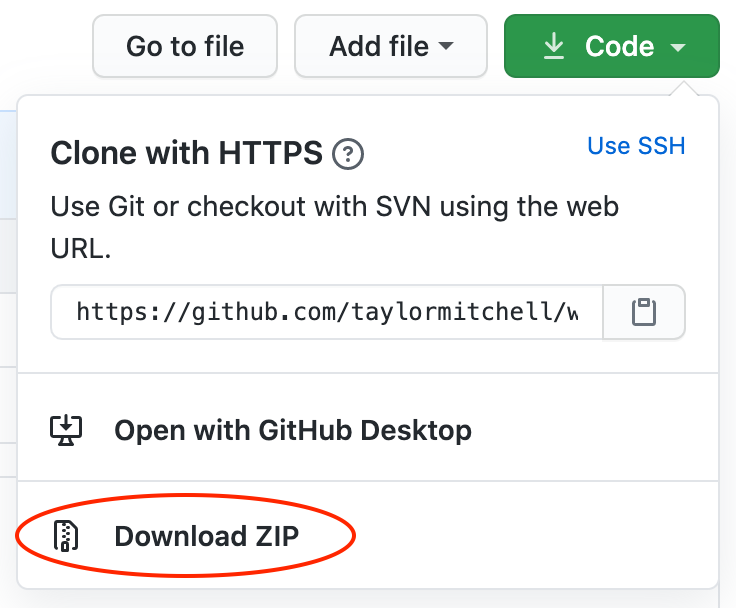 Go to file
Add file
Code
Clone with HTTPS
Use SSH
Use Git or checkout with SVN using the web
URL.
https://github.com/taylormitchell/w
Open with GitHub Desktop
Download ZIP